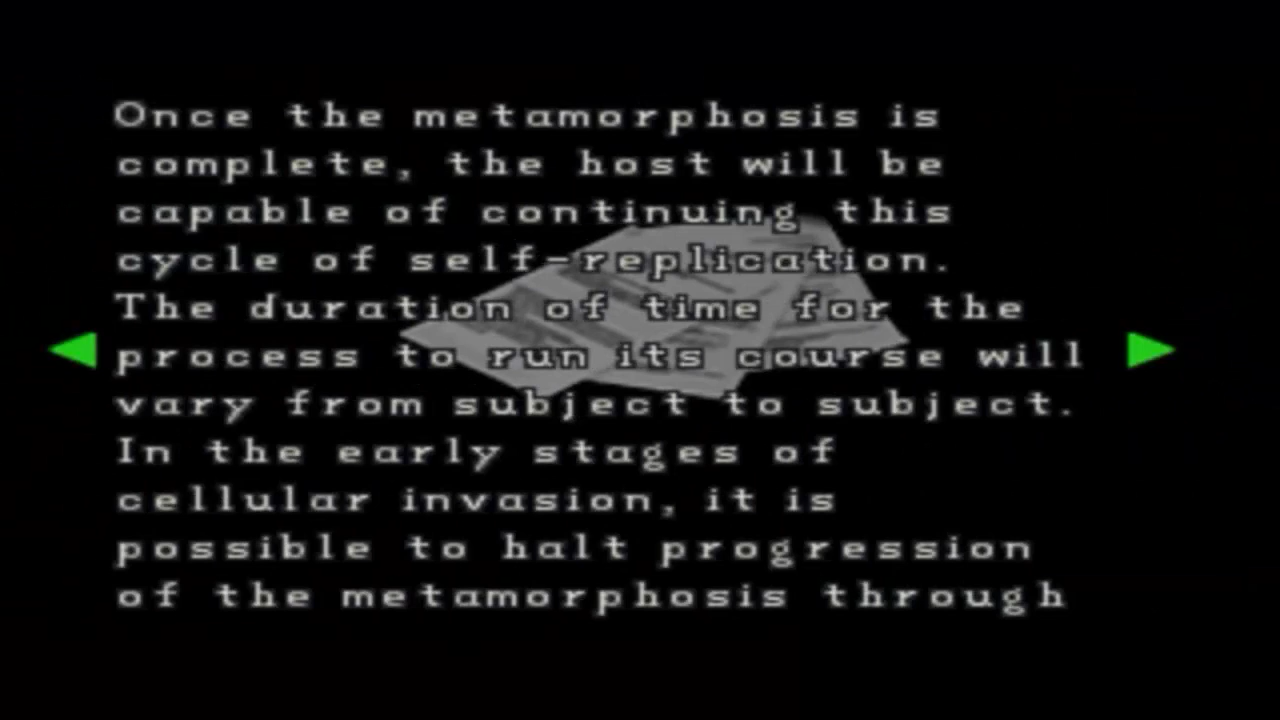 Once the metamorphosis is
complete, the host will be
capable of continuing this
cycle of self-replication.
The duration of time for the
process to run its course will
vary from subject to subject.
In the early stages of
cellular invasion, it is
possible to halt progression
of the metamorphosis through